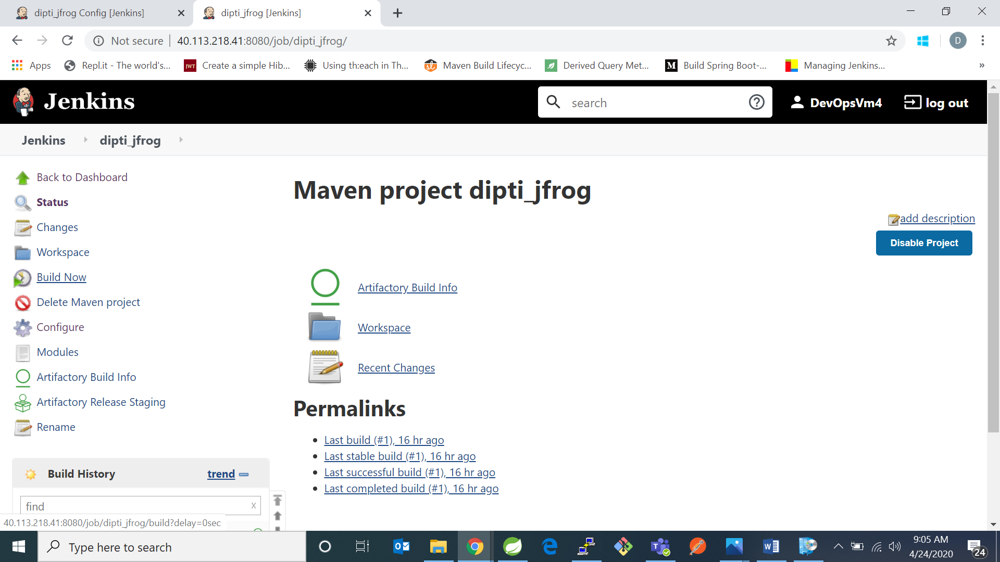 dipti_jfrog Config [Jenkins]
dipti_jfrog [Jenkins]
Not secure
40.113.218.41:8080/job/dipti_jfrog/
D
Apps
Repl.it - The world's...
JWT
Create a simple Hib...
Using th:each in Th...
Maven Build Lifecyc...
Derived Query Met...
M
Build Spring Boot-...
Managing Jenkins...
»
Jenkins
search
DevOpsVm4
log out
Jenkins
dipti_jfrog
Back to Dashboard
Status
Changes
Workspace
Build Now
Delete Maven project
Configure
Modules
Artifactory Build Info
Artifactory Release Staging
Rename
Maven project dipti_jfrog
add description
Disable Project
Artifactory Build Info
Workspace
Recent Changes
Permalinks
Last build (#1), 16 hr ago
Last stable build (#1), 16 hr ago
Last successful build (#1), 16 hr ago
Last completed build (#1), 16 hr ago
Build History
trend
find
x
40.113.218.41:8080/job/dipti_jfrog/build?delay=0sec
Type here to search
9:05 AM
4/24/2020
24